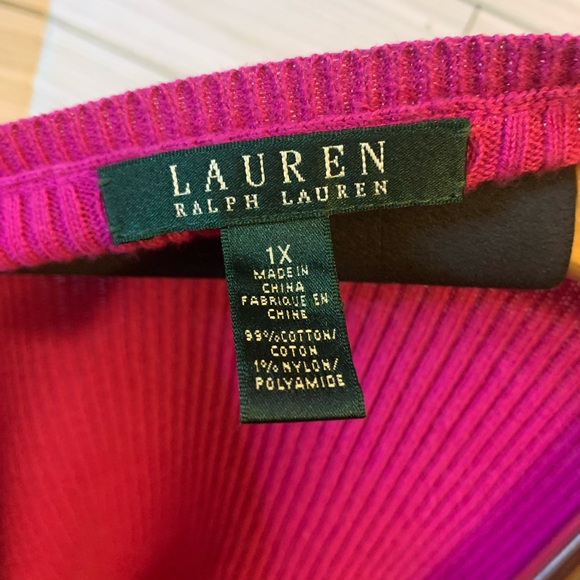 LAUREN
RALPH LAUREN
1X
MADE IN
CHINA
FABRIQUE EN
CHINE
99%COTTON/
COTON
1%NYLON/
POLYAMIDE